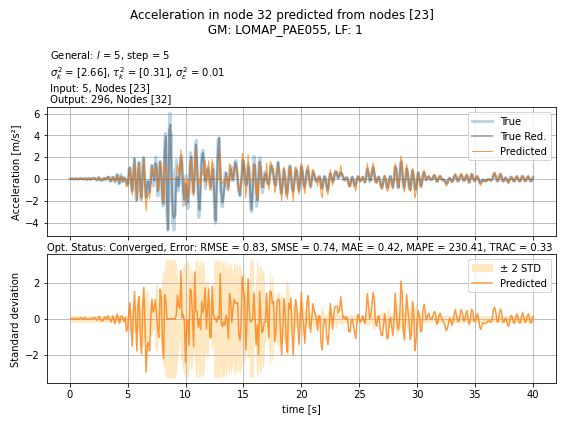 Acceleration in node 32 predicted from nodes [23]
GM: LOMAP_PAE055, LF: 1
General: l = 5, step = 5
σ²ₖ = [2.66], τ²ₖ = [0.31], σ²ε = 0.01
Input: 5, Nodes [23]
Output: 296, Nodes [32]
Acceleration [m/s²]
6
4
2
0
−2
−4
True
True Red.
Predicted
Opt. Status: Converged, Error: RMSE = 0.83, SMSE = 0.74, MAE = 0.42, MAPE = 230.41, TRAC = 0.33
Standard deviation
2
0
−2
± 2 STD
Predicted
0 5 10 15 20 25 30 35 40
time [s]